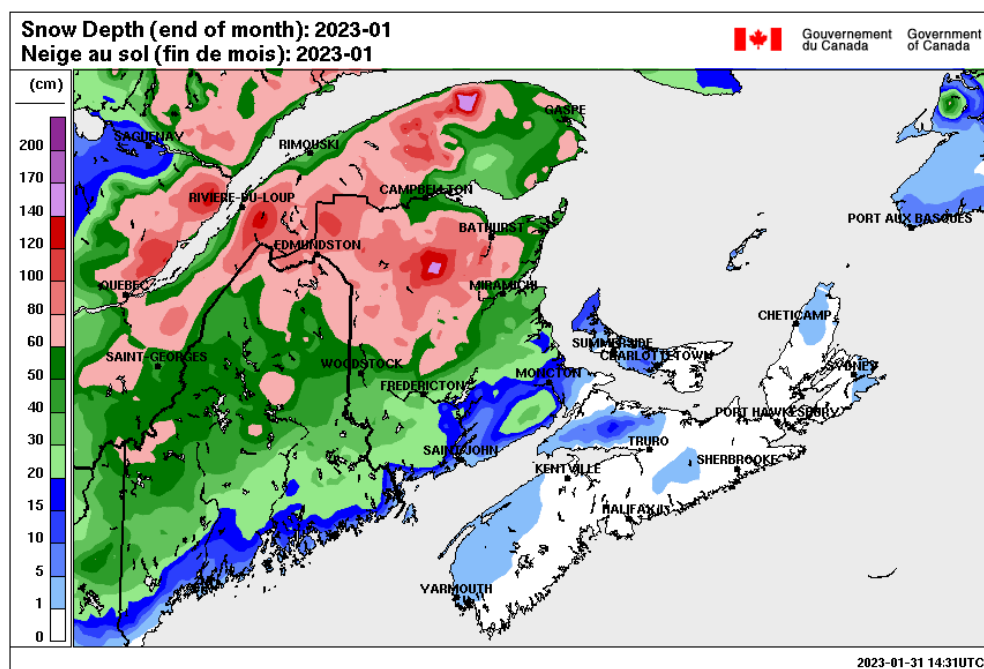 Snow Depth (end of month): 2023-01
Neige au sol (fin de mois): 2023-01
Gouvernement du Canada
Government of Canada
(cm)
200
170
140
120
100
80
60
50
40
30
20
15
10
5
1
0
SAGUENAY
RIMOUSKI
GASPE
RIVIERE-DU-LOUP
CAMPBELLTON
PORT AUX BASQUES
BATHURST
EDMUNDSTON
QUEBEC
MIRAMICHI
CHETICAMP
SUMMERSIDE
SAINT-GEORGES
CHARLOTTETOWN
WOODSTOCK
SYDNEY
MONCTON
FREDERICTON
PORT HAWKESBURY
TRURO
SAINT JOHN
SHERBROOKE
KENTVILLE
HALIFAX
YARMOUTH
2023-01-31 14:31UTC